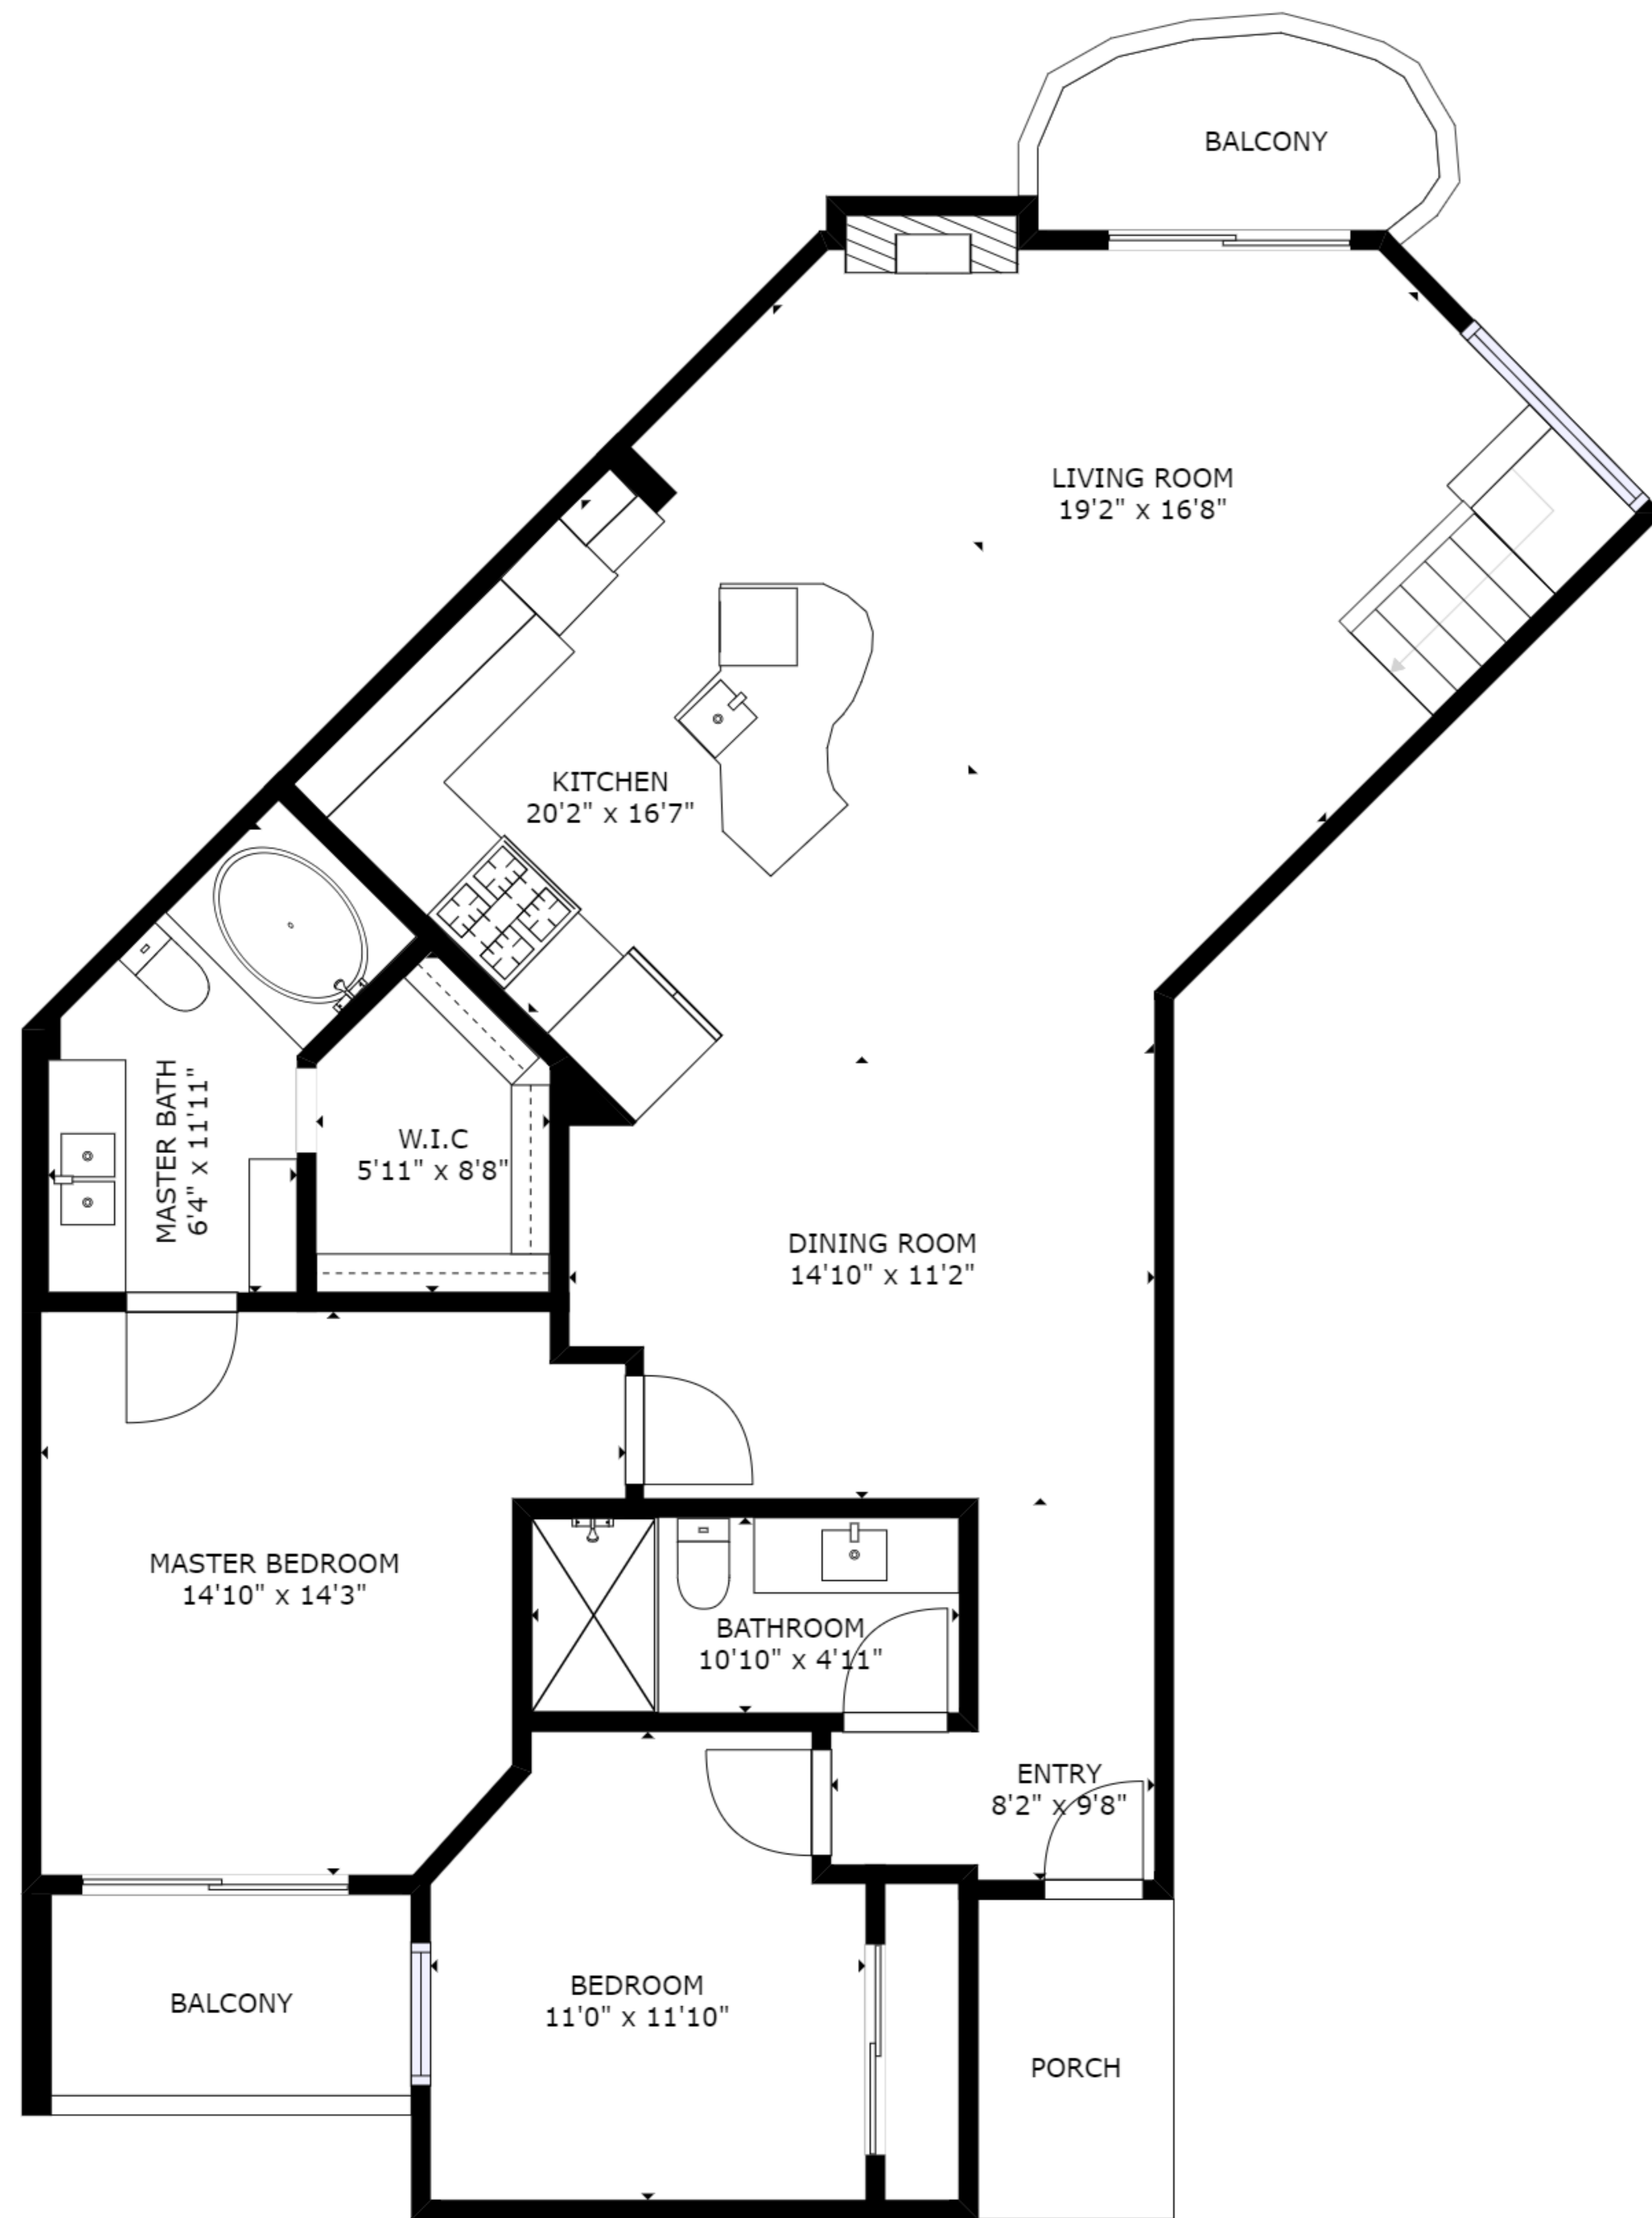 BALCONY
LIVING ROOM
19'2" x 16'8"
KITCHEN
20'2" x 16'7"
MASTER BATH
6'4" x 11'11"
W.I.C
5'11" x 8'8"
DINING ROOM
14'10" x 11'2"
MASTER BEDROOM
14'10" x 14'3"
BATHROOM
10'10" x 4'11"
ENTRY
8'2" x 9'8"
BALCONY
BEDROOM
11'0" x 11'10"
PORCH